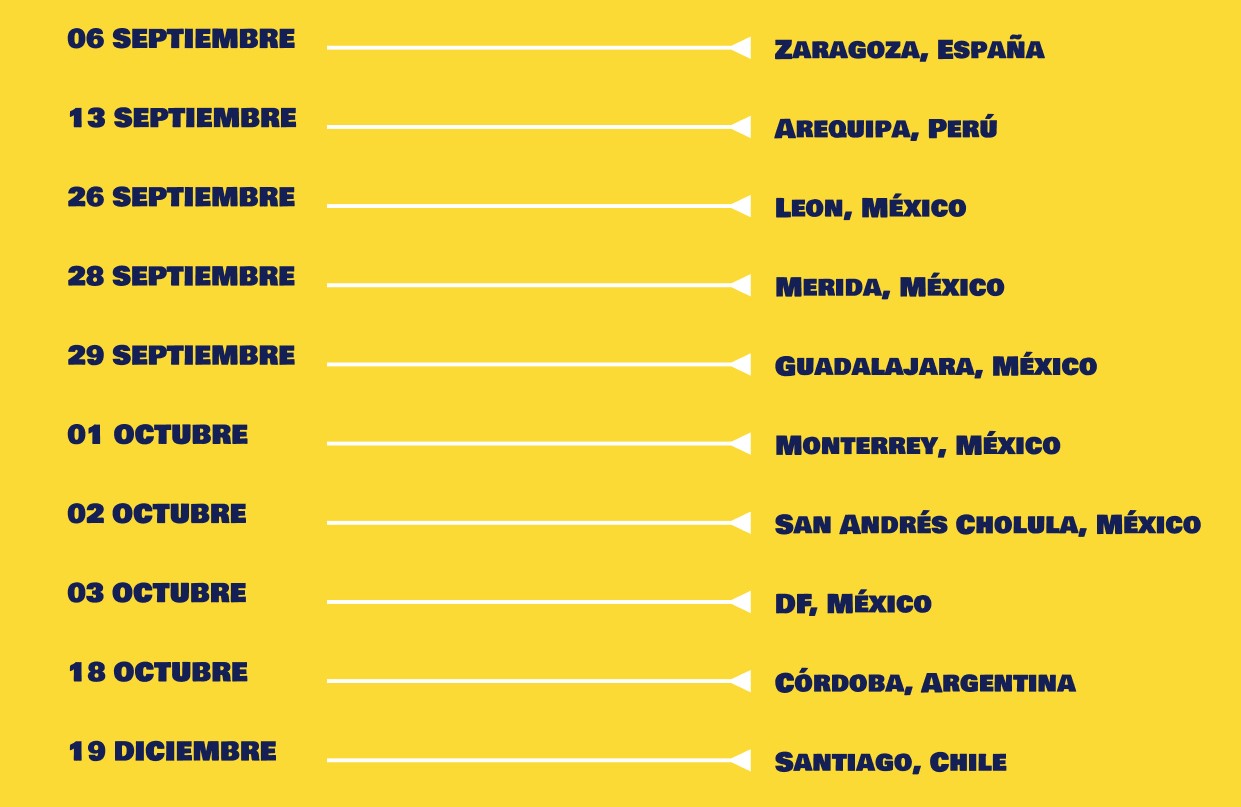 06 SEPTIEMBRE ZARAGOZA, ESPAÑA
13 SEPTIEMBRE AREQUIPA, PERÚ
26 SEPTIEMBRE LEON, MÉXICO
28 SEPTIEMBRE MERIDA, MÉXICO
29 SEPTIEMBRE GUADALAJARA, MÉXICO
01 OCTUBRE MONTERREY, MÉXICO
02 OCTUBRE SAN ANDRÉS CHOLULA, MÉXICO
03 OCTUBRE DF, MÉXICO
18 OCTUBRE CÓRDOBA, ARGENTINA
19 DICIEMBRE SANTIAGO, CHILE